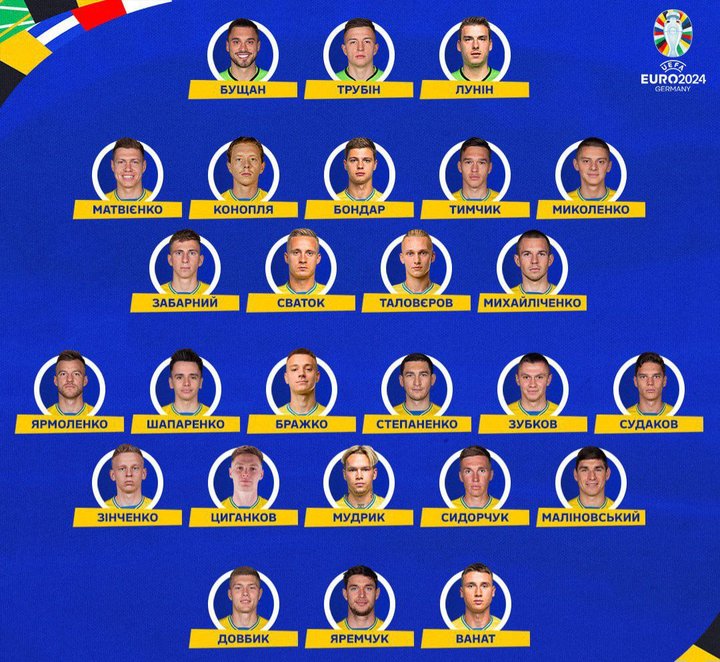 БУЩАН
ТРУБІН
ЛУНІН
UEFA
EURO2024
GERMANY
МАТВІЄНКО
КОНОПЛЯ
БОНДАР
ТИМЧИК
МИКОЛЕНКО
ЗАБАРНИЙ
СВАТОК
ТАЛОВЄРОВ
МИХАЙЛІЧЕНКО
ЯРМОЛЕНКО
ШАПАРЕНКО
БРАЖКО
СТЕПАНЕНКО
ЗУБКОВ
СУДАКОВ
ЗІНЧЕНКО
ЦИГАНКОВ
МУДРИК
СИДОРЧУК
МАЛІНОВСЬКИЙ
ДОВБИК
ЯРЕМЧУК
ВАНАТ